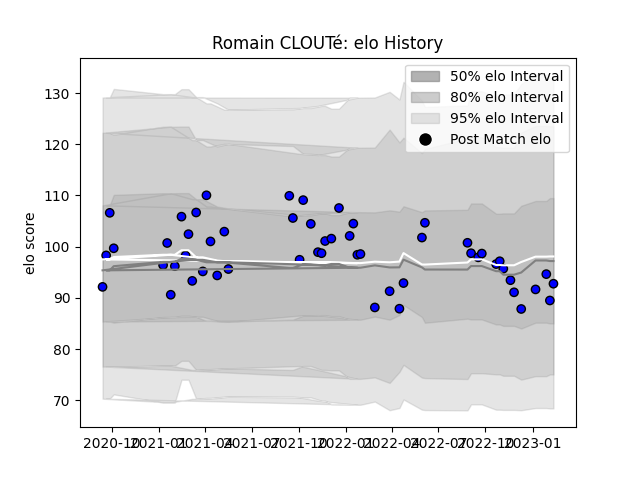 Romain CLOUTé: elo History
50% elo Interval
80% elo Interval
95% elo Interval
Post Match elo
elo score
130
120
110
100
90
80
70
2020-10 2021-01 2021-04 2021-07 2021-10 2022-01 2022-04 2022-07 2022-10 2023-01